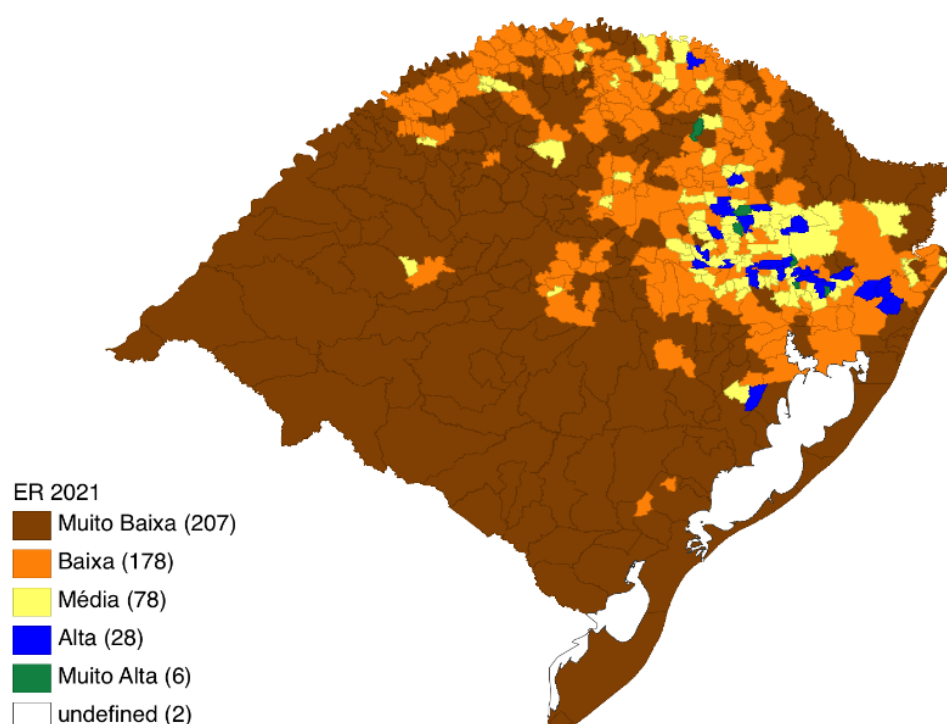 ER 2021
Muito Baixa (207)
Baixa (178)
Média (78)
Alta (28)
Muito Alta (6)
undefined (2)